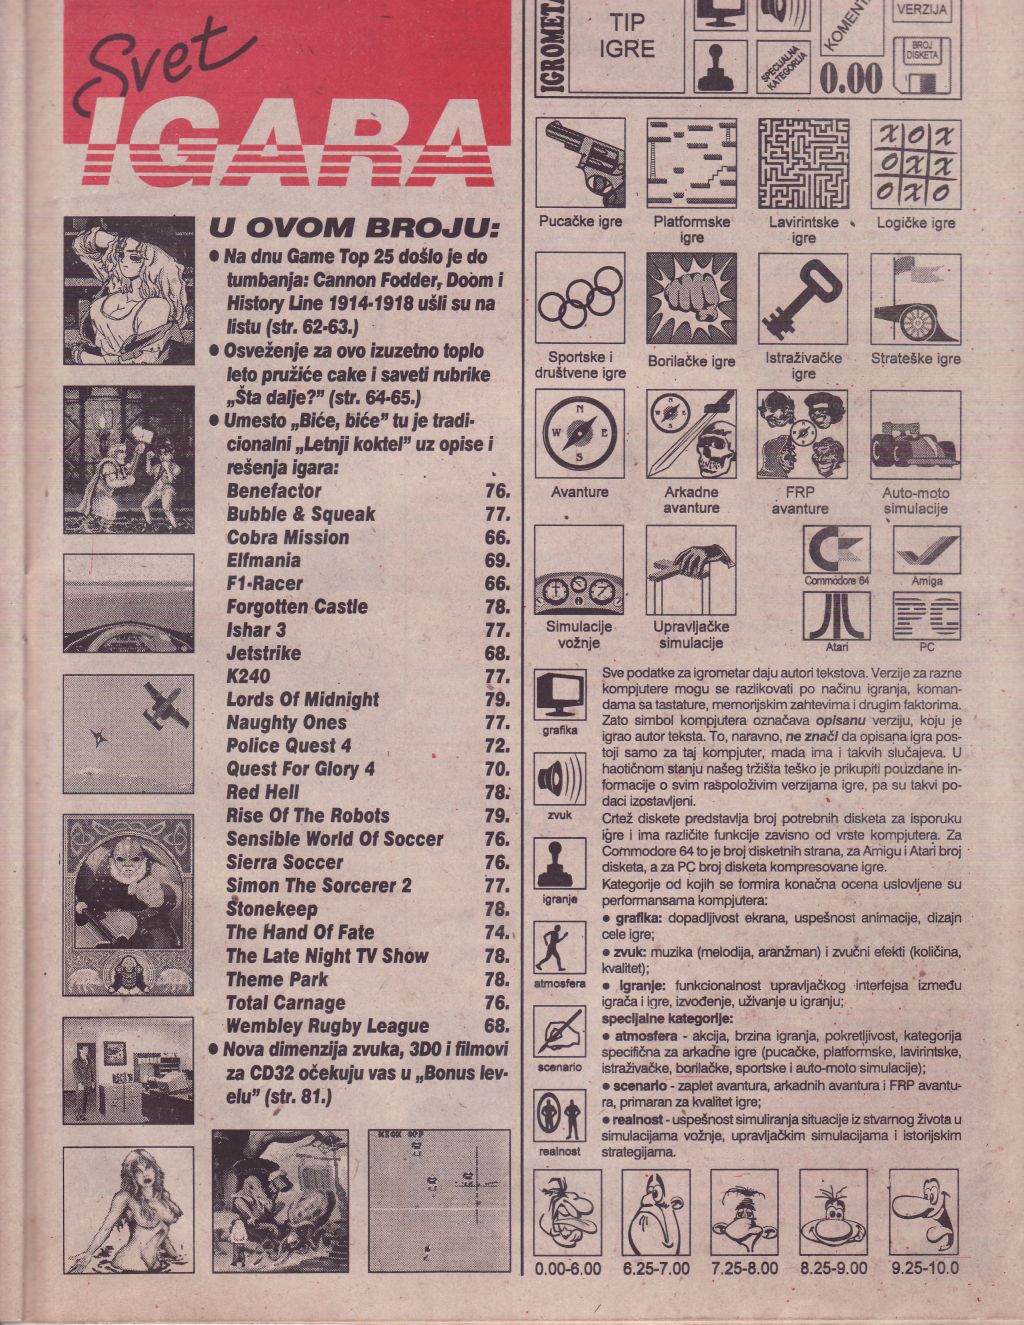 Svet
IGARA
U OVOM BROJU:
● Na dnu Game Top 25 došlo je do
tumbanja: Cannon Fodder, Doom i
History Line 1914-1918 ušli su na
listu (str. 62-63.)
● Osveženje za ovo izuzetno toplo
leto pružiće cake i saveti rubrike
„Šta dalje?” (str. 64-65.)
● Umesto „Biće, biće” tu je tradi-
cionalni „Letnji koktel” uz opise i
rešenja igara:
Benefactor 76.
Bubble & Squeak 77.
Cobra Mission 66.
Elfmania 69.
F1-Racer 66.
Forgotten Castle 78.
Ishar 3 77.
Jetstrike 68.
K240 77.
Lords Of Midnight 79.
Naughty Ones 77.
Police Quest 4 72.
Quest For Glory 4 70.
Red Hell 78.
Rise Of The Robots 79.
Sensible World Of Soccer 76.
Sierra Soccer 76.
Simon The Sorcerer 2 77.
Stonekeep 78.
The Hand Of Fate 74.
The Late Night TV Show 78.
Theme Park 78.
Total Carnage 76.
Wembley Rugby League 68.
● Nova dimenzija zvuka, 3D0 i filmovi
za CD32 očekuju vas u „Bonus lev-
elu” (str. 81.)
TIP
IGRE
SPECIJALNA
KATEGORIJA
0.00
VERZIJA
BROJ
DISKETA
Pucačke igre
Platformske
igre
Lavirintske
igre
Logičke igre
Sportske i
društvene igre
Borilačke igre
Istraživačke
igre
Strateške igre
N
W E
S
Avanture
Arkadne
avanture
FRP
avanture
Auto-moto
simulacije
Simulacije
vožnje
Upravljačke
simulacije
Commodore 64
Amiga
Atari
PC
PC
grafika
zvuk
igranje
atmosfera
scenario
realnost
Sve podatke za igrometar daju autori tekstova. Verzije za razne
kompjutere mogu se razlikovati po načinu igranja, koman-
dama sa tastature, memorijskim zahtevima i drugim faktorima.
Zato simbol kompjutera označava opisanu verziju, koju je
igrao autor teksta. To, naravno, ne znači da opisana igra pos-
toji samo za taj kompjuter, mada ima i takvih slučajeva. U
haotičnom stanju našeg tržišta teško je prikupiti pouzdane in-
formacije o svim raspoloživim verzijama igre, pa su takvi po-
daci izostavljeni.
Crtež diskete predstavlja broj potrebnih disketa za isporuku
igre i ima različite funkcije zavisno od vrste kompjutera. Za
Commodore 64 to je broj disketnih strana, za Amigu i Atari broj
disketa, a za PC broj disketa kompresovane igre.
Kategorije od kojih se formira konačna ocena uslovljene su
performansama kompjutera:
● grafika: dopadljivost ekrana, uspešnost animacije, dizajn
cele igre;
● zvuk: muzika (melodija, aranžman) i zvučni efekti (količina,
kvalitet);
● igranje: funkcionalnost upravljačkog interfejsa između
igrača i igre, izvođenje, uživanje u igranju;
specijalne kategorije:
● atmosfera - akcija, brzina igranja, pokretljivost, kategorija
specifična za arkadne igre (pucačke, platformske, lavirintske,
istraživačke, borilačke, sportske i auto-moto simulacije);
● scenario - zaplet avantura, arkadnih avantura i FRP avantu-
ra, primaran za kvalitet igre;
● realnost - uspešnost simuliranja situacije iz stvarnog života u
simulacijama vožnje, upravljačkim simulacijama i istorijskim
strategijama.
0.00-6.00
6.25-7.00
7.25-8.00
8.25-9.00
9.25-10.0